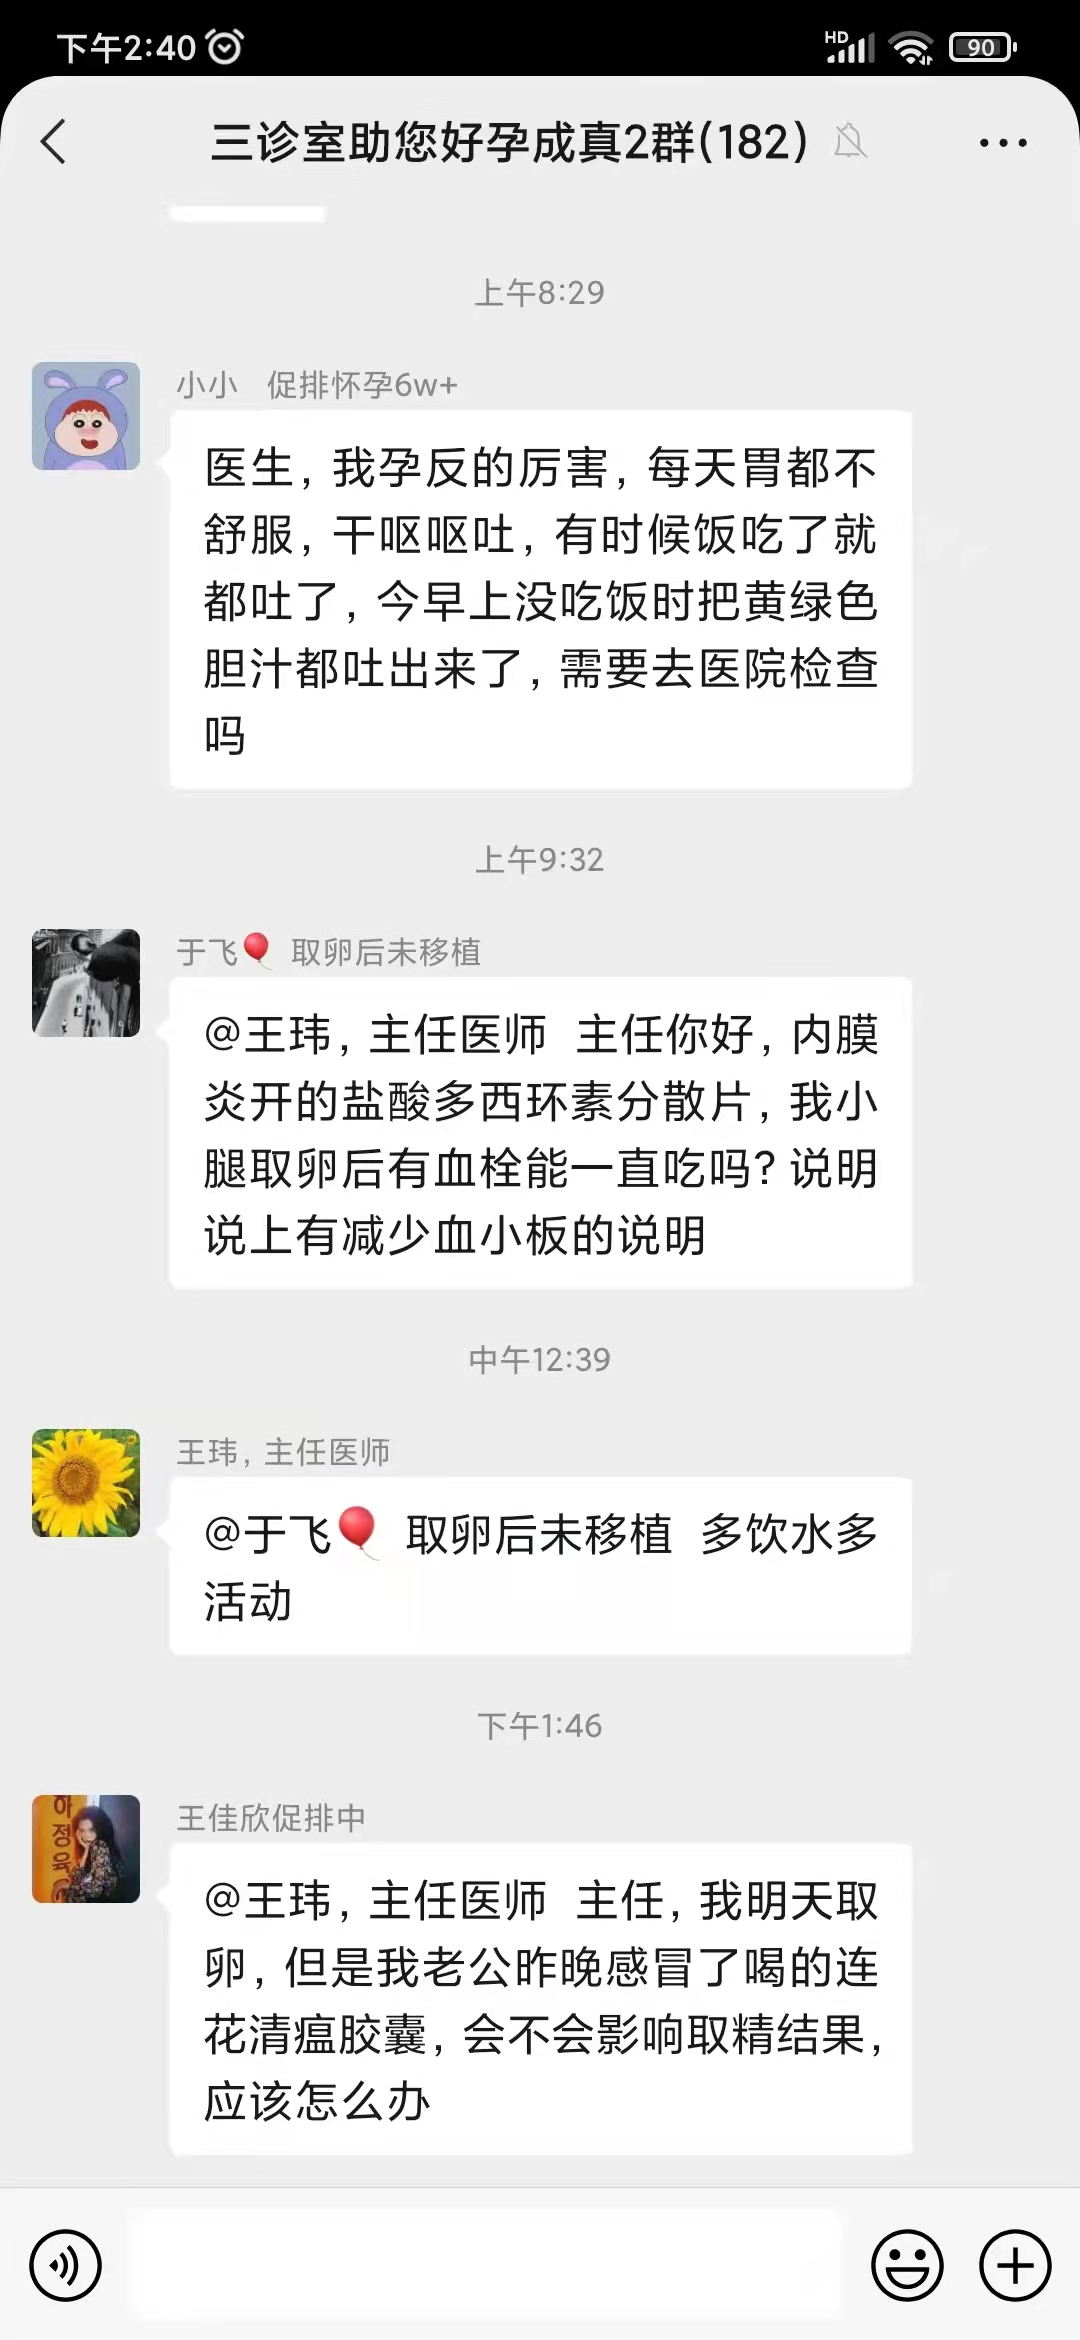 下午2:40
HD
90
三诊室助您好孕成真2群(182)
上午8:29
小小 促排怀孕6w+
医生，我孕反的厉害，每天胃都不
舒服，干呕呕吐，有时候饭吃了就
都吐了，今早上没吃饭时把黄绿色
胆汁都吐出来了，需要去医院检查
吗
上午9:32
于飞🎈 取卵后未移植
@王玮，主任医师 主任你好，内膜
炎开的盐酸多西环素分散片，我小
腿取卵后有血栓能一直吃吗？说明
说上有减少血小板的说明
中午12:39
王玮，主任医师
@于飞🎈 取卵后未移植 多饮水多
活动
下午1:46
하
정
육
王佳欣促排中
@王玮，主任医师 主任，我明天取
卵，但是我老公昨晚感冒了喝的连
花清瘟胶囊，会不会影响取精结果，
应该怎么办